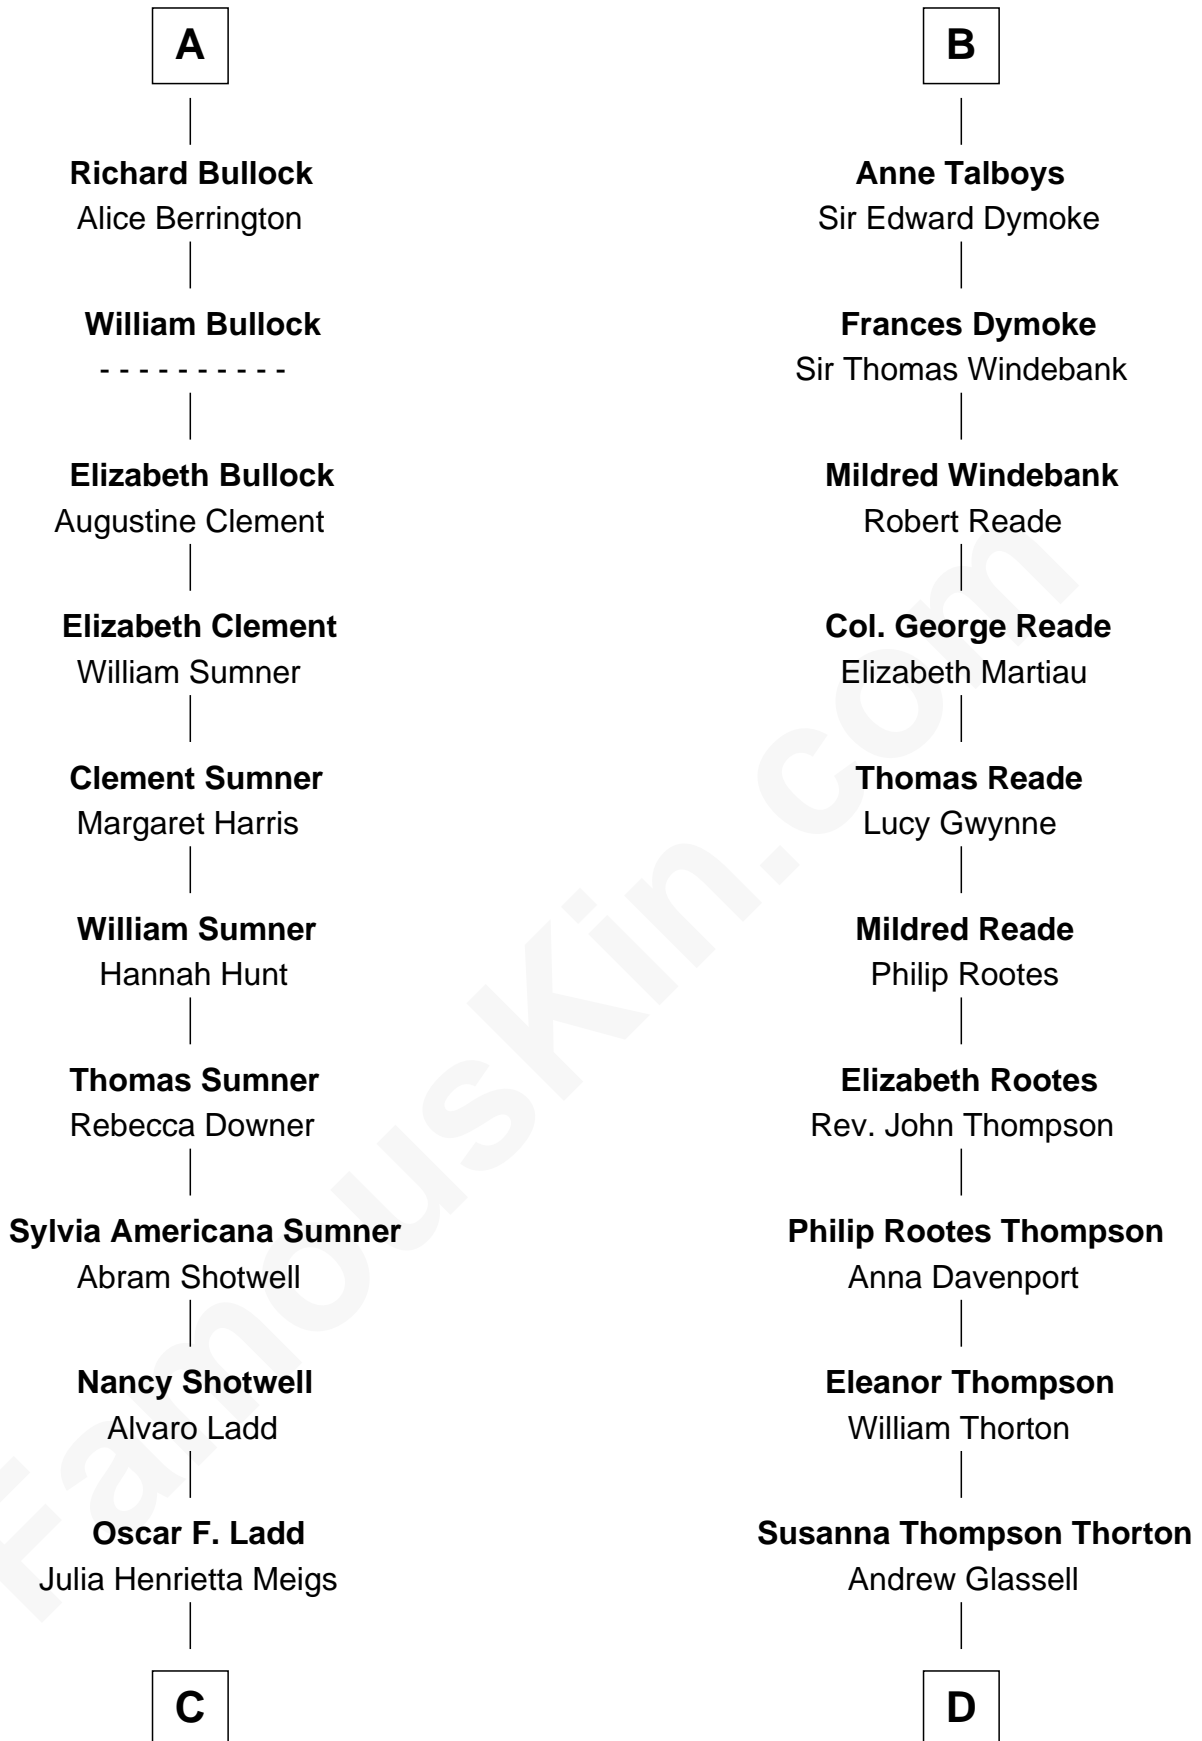 A
Richard Bullock
Alice Berrington
William Bullock
- - - - - - - - - -
Elizabeth Bullock
Augustine Clement
Elizabeth Clement
William Sumner
Clement Sumner
Margaret Harris
William Sumner
Hannah Hunt
Thomas Sumner
Rebecca Downer
Sylvia Americana Sumner
Abram Shotwell
Nancy Shotwell
Alvaro Ladd
Oscar F. Ladd
Julia Henrietta Meigs
C
B
Anne Talboys
Sir Edward Dymoke
Frances Dymoke
Sir Thomas Windebank
Mildred Windebank
Robert Reade
Col. George Reade
Elizabeth Martiau
Thomas Reade
Lucy Gwynne
Mildred Reade
Philip Rootes
Elizabeth Rootes
Rev. John Thompson
Philip Rootes Thompson
Anna Davenport
Eleanor Thompson
William Thorton
Susanna Thompson Thorton
Andrew Glassell
D
FamousKin.com